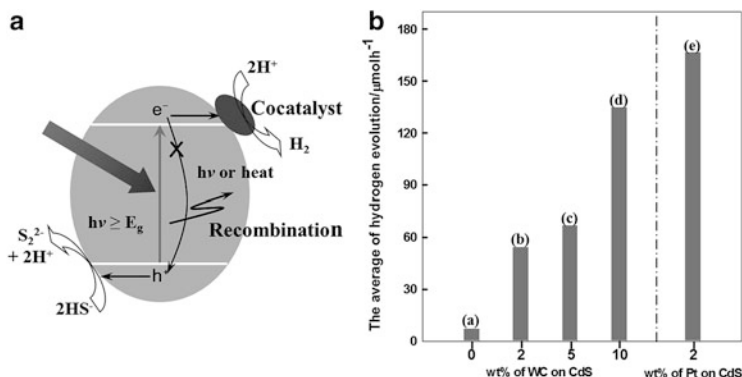 a
2H⁺
e⁻
Cocatalyst
H₂
hν or heat
hν ≥ E_g
Recombination
S₂²⁻
+ 2H⁺
h
2HS⁻
b
The average of hydrogen evolution/μmolh⁻¹
180
150
120
90
60
30
0
(a)
(b)
(c)
(d)
(e)
0 2 5 10 2
wt% of WC on CdS wt% of Pt on CdS